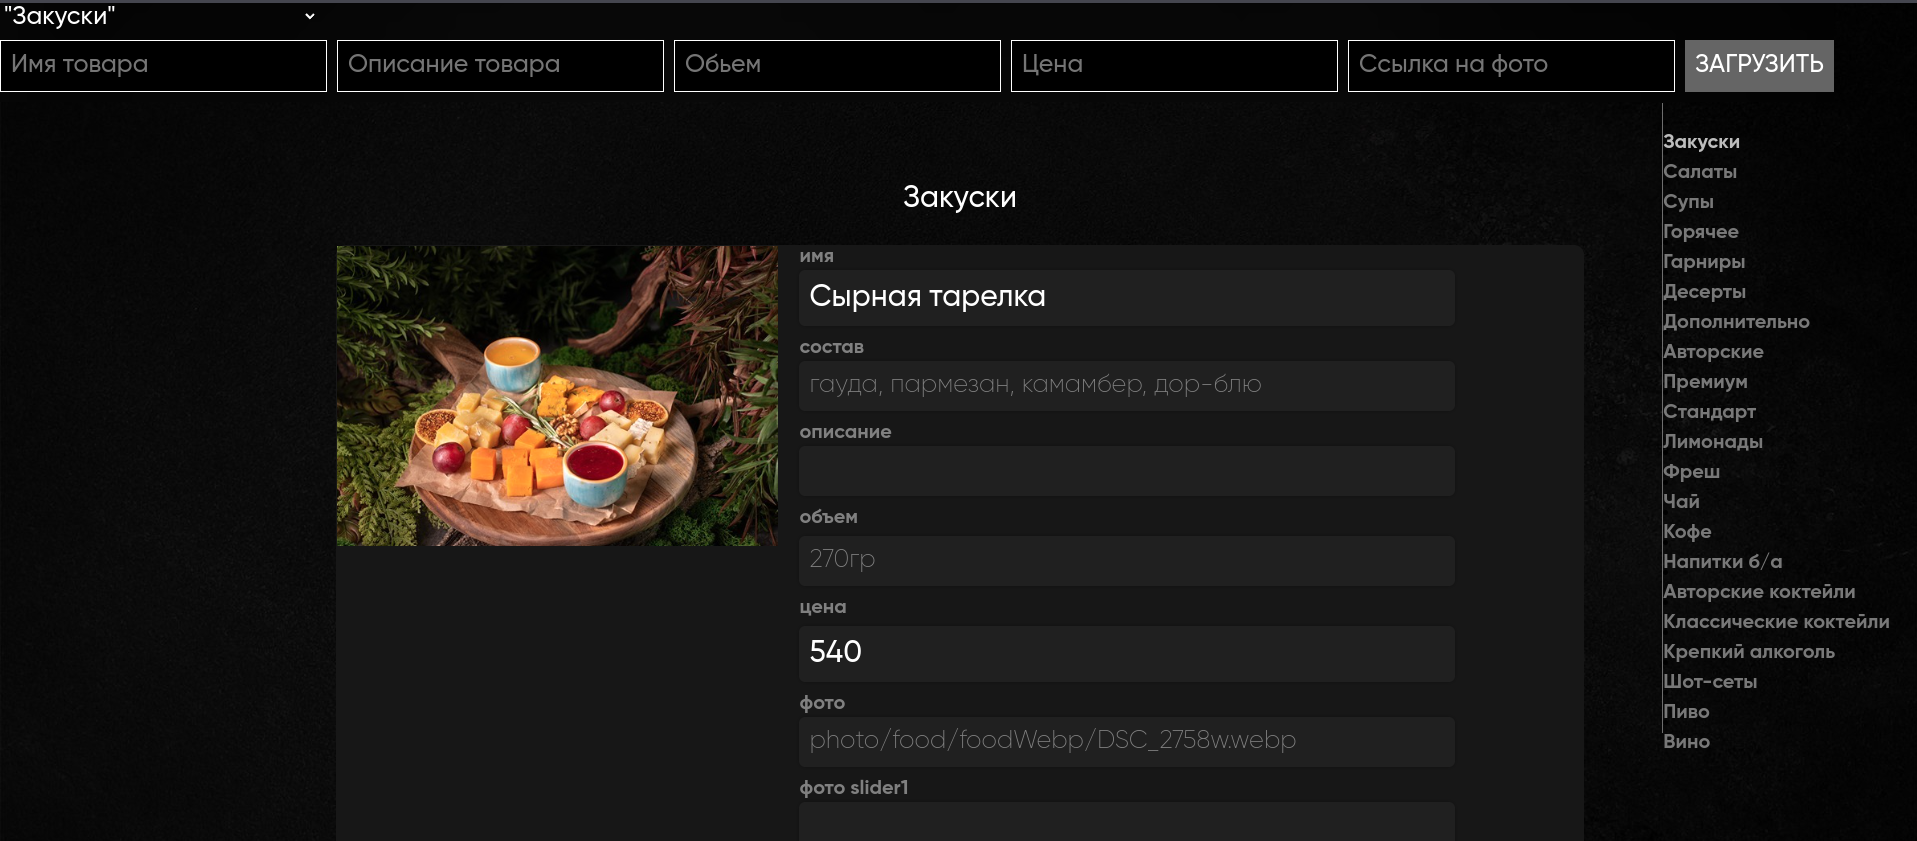 "Закуски"
Имя товара
Описание товара
Обьем
Цена
Ссылка на фото
ЗАГРУЗИТЬ
Закуски
имя
Сырная тарелка
состав
гауда, пармезан, камамбер, дор-блю
описание
объем
270гр
цена
540
фото
photo/food/foodWebp/DSC_2758w.webp
фото slider1
Закуски
Салаты
Супы
Горячее
Гарниры
Десерты
Дополнительно
Авторские
Премиум
Стандарт
Лимонады
Фреш
Чай
Кофе
Напитки б/а
Авторские коктейли
Классические коктейли
Крепкий алкоголь
Шот-сеты
Пиво
Вино